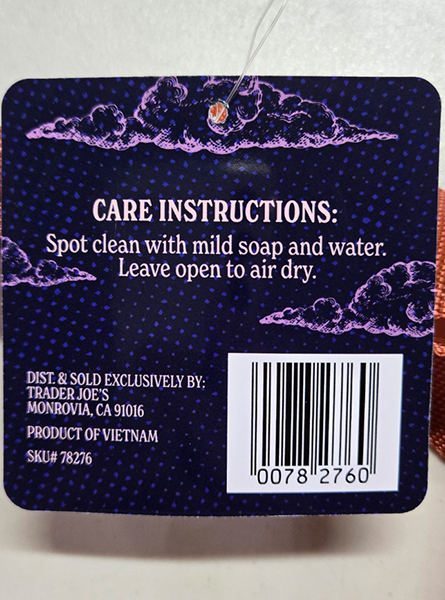 CARE INSTRUCTIONS:
Spot clean with mild soap and water.
Leave open to air dry.
DIST. & SOLD EXCLUSIVELY BY:
TRADER JOE'S
MONROVIA, CA 91016
PRODUCT OF VIETNAM
SKU# 78276
0078 2760